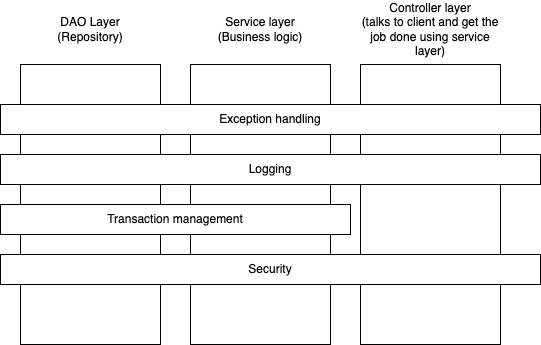 DAO Layer
(Repository)
Service layer
(Business logic)
Controller layer
(talks to client and get the
job done using service
layer)
Exception handling
Logging
Transaction management
Security